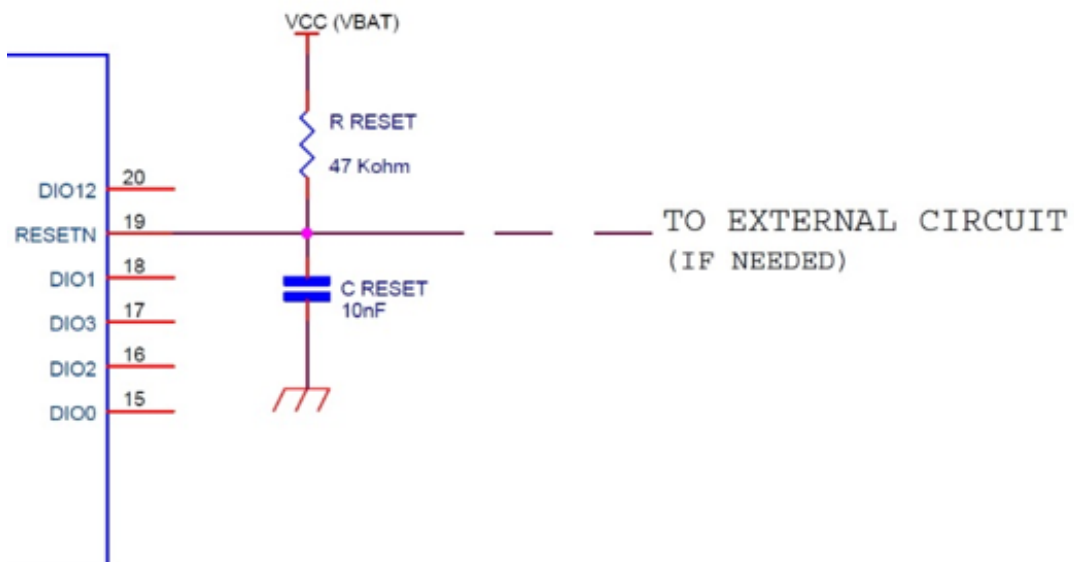 VCC (VBAT)
R RESET
47 Kohm
DIO12 20
RESETN 19
TO EXTERNAL CIRCUIT
(IF NEEDED)
DIO1 18
C RESET
10nF
DIO3 17
DIO2 16
DIO0 15